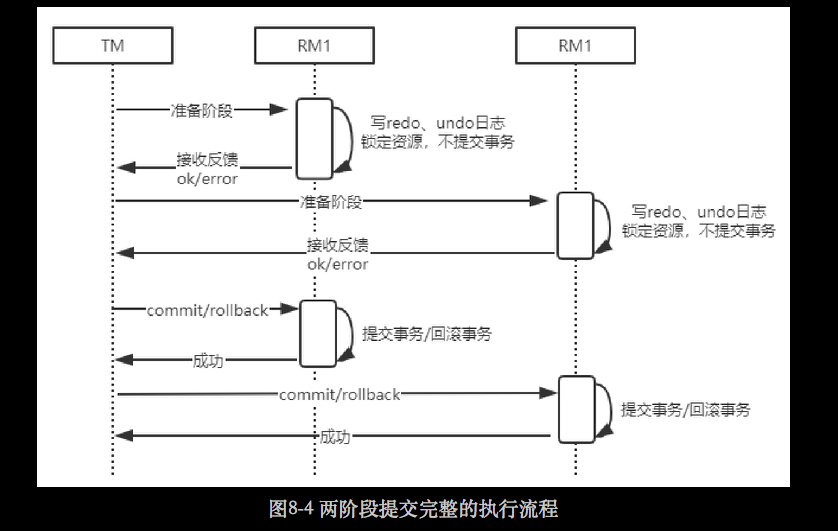 TM
RM1
RM1
准备阶段
写redo、undo日志
锁定资源，不提交事务
接收反馈
ok/error
准备阶段
写redo、undo日志
锁定资源，不提交事务
接收反馈
ok/error
commit/rollback
提交事务/回滚事务
成功
commit/rollback
提交事务/回滚事务
成功
图8-4 两阶段提交完整的执行流程